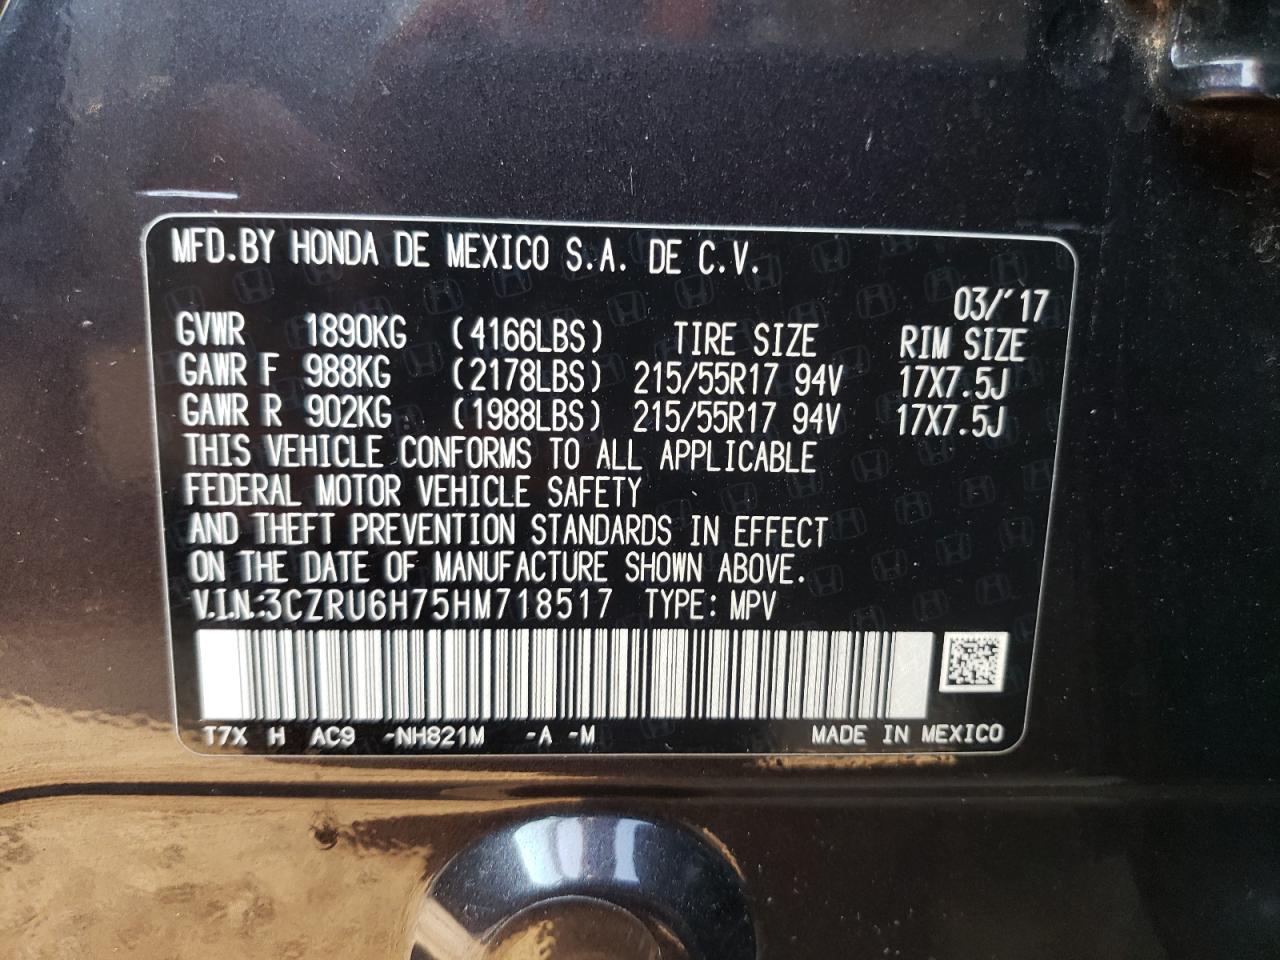 MFD.BY HONDA DE MEXICO S.A. DE C.V.
03/'17
GVWR 1890KG (4166LBS) TIRE SIZE RIM SIZE
GAWR F 988KG (2178LBS) 215/55R17 94V 17X7.5J
GAWR R 902KG (1988LBS) 215/55R17 94V 17X7.5J
THIS VEHICLE CONFORMS TO ALL APPLICABLE
FEDERAL MOTOR VEHICLE SAFETY
AND THEFT PREVENTION STANDARDS IN EFFECT
ON THE DATE OF MANUFACTURE SHOWN ABOVE.
V.I.N.:3CZRU6H75HM718517 TYPE: MPV
T7X H AC9 -NH821M -A -M MADE IN MEXICO